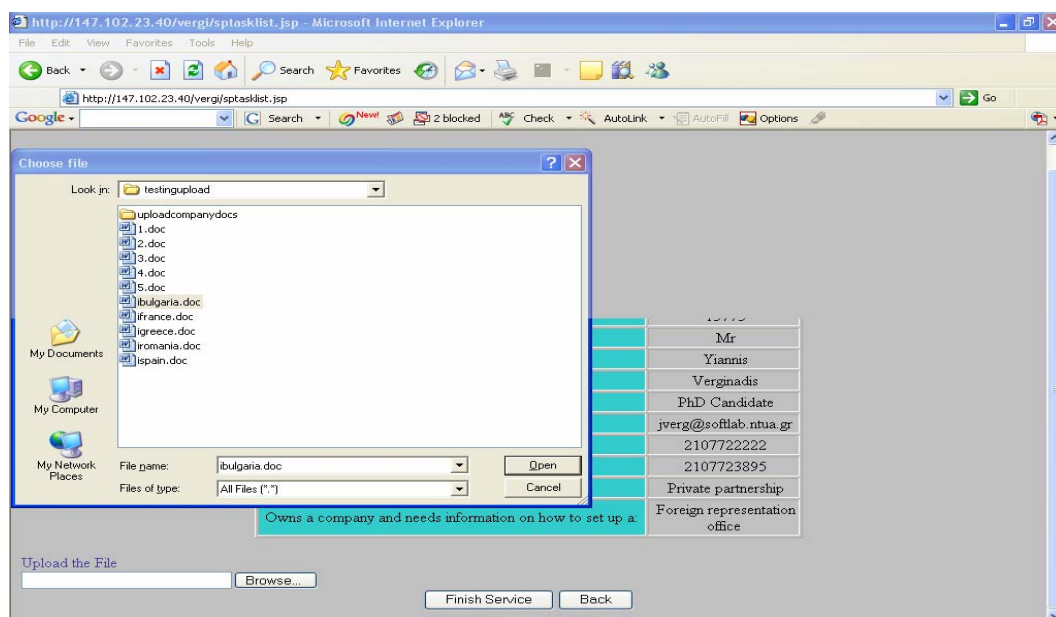 http://147.102.23.40/vergi/sptasklist.jsp - Microsoft Internet Explorer
File Edit View Favorites Tools Help
Back Search Favorites
http://147.102.23.40/vergi/sptasklist.jsp Go
Google Search New! 2 blocked Check AutoLink AutoFill Options
Choose file
Look in: testingupload
uploadcompanydocs
1.doc
2.doc
3.doc
4.doc
5.doc
ibulgaria.doc
ifrance.doc
igreece.doc
iromania.doc
ispain.doc
My Documents
My Computer
My Network Places
File name: ibulgaria.doc Open
Files of type: All Files (*.*) Cancel
Mr
Yiannis
Verginadis
PhD Candidate
jverg@softlab.ntua.gr
2107722222
2107723895
Private partnership
Owns a company and needs information on how to set up a: Foreign representation office
Upload the File
Browse...
Finish Service Back